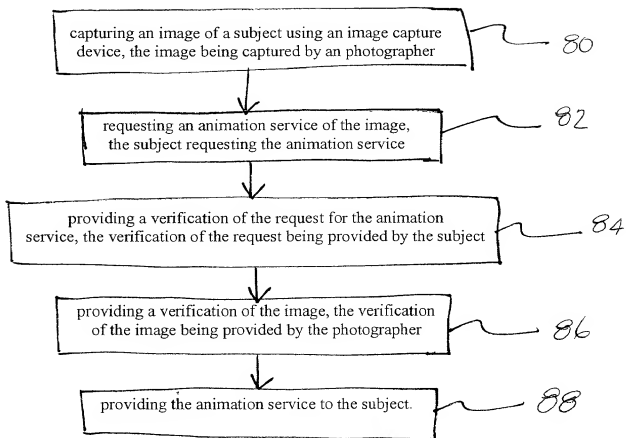 capturing an image of a subject using an image capture
device, the image being captured by an photographer
80
requesting an animation service of the image,
the subject requesting the animation service
82
providing a verification of the request for the animation
service, the verification of the request being provided by the subject
84
providing a verification of the image, the verification
of the image being provided by the photographer
86
providing the animation service to the subject.
88